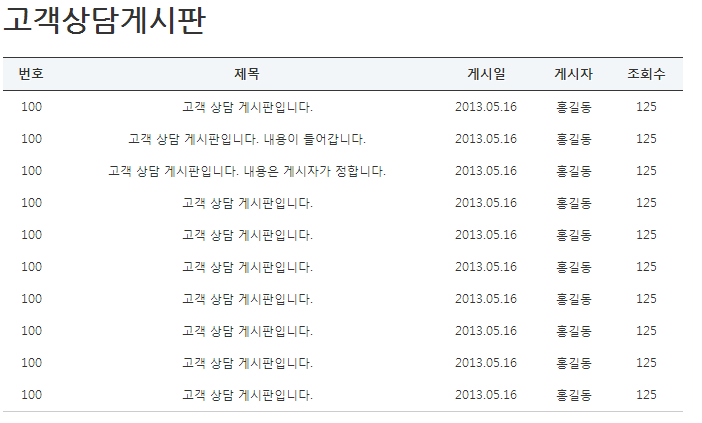 고객상담게시판
번호 제목 게시일 게시자 조회수
100 고객 상담 게시판입니다. 2013.05.16 홍길동 125
100 고객 상담 게시판입니다. 내용이 들어갑니다. 2013.05.16 홍길동 125
100 고객 상담 게시판입니다. 내용은 게시자가 정합니다. 2013.05.16 홍길동 125
100 고객 상담 게시판입니다. 2013.05.16 홍길동 125
100 고객 상담 게시판입니다. 2013.05.16 홍길동 125
100 고객 상담 게시판입니다. 2013.05.16 홍길동 125
100 고객 상담 게시판입니다. 2013.05.16 홍길동 125
100 고객 상담 게시판입니다. 2013.05.16 홍길동 125
100 고객 상담 게시판입니다. 2013.05.16 홍길동 125
100 고객 상담 게시판입니다. 2013.05.16 홍길동 125